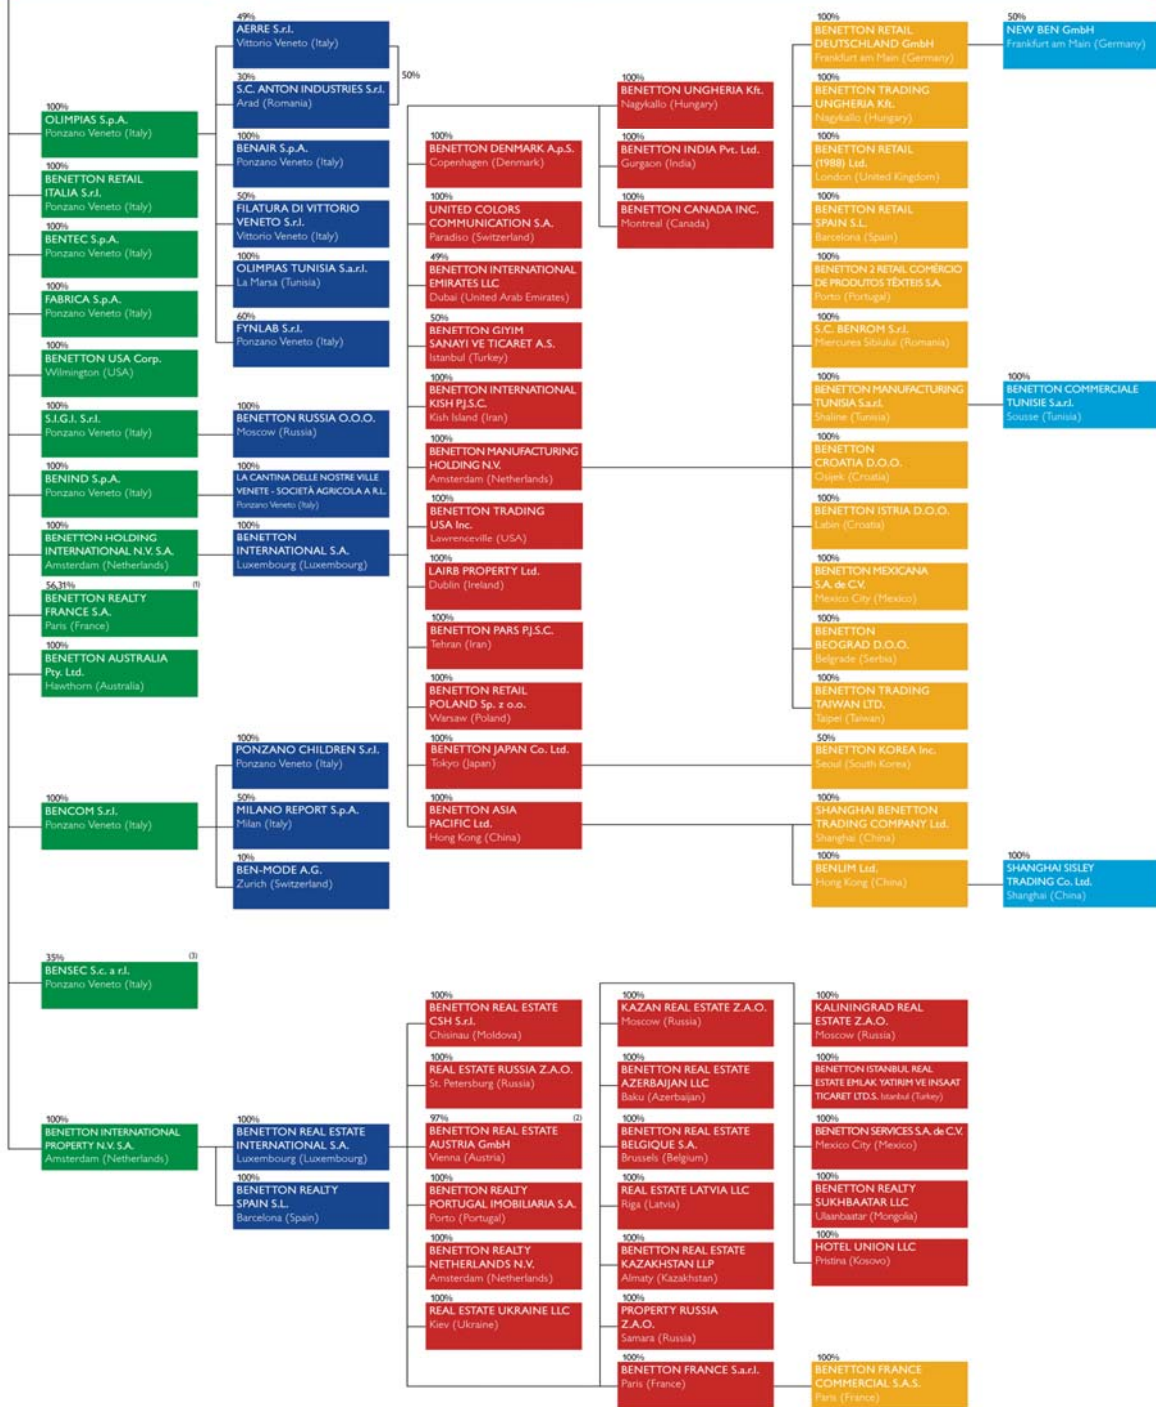 100%
OLIMPIAS S.p.A.
Ponzano Veneto (Italy)
100%
BENETTON RETAIL
ITALIA S.r.l.
Ponzano Veneto (Italy)
100%
BENTEC S.p.A.
Ponzano Veneto (Italy)
100%
FABRICA S.p.A.
Ponzano Veneto (Italy)
100%
BENETTON USA Corp.
Wilmington (USA)
100%
S.I.G.I. S.r.l.
Ponzano Veneto (Italy)
100%
BENIND S.p.A.
Ponzano Veneto (Italy)
100%
BENETTON HOLDING
INTERNATIONAL N.V. S.A.
Amsterdam (Netherlands)
56,31% (1)
BENETTON REALTY
FRANCE S.A.
Paris (France)
100%
BENETTON AUSTRALIA
Pty. Ltd.
Hawthorn (Australia)
100%
BENCOM S.r.l.
Ponzano Veneto (Italy)
35% (3)
BENSEC S.c. a r.l.
Ponzano Veneto (Italy)
100%
BENETTON INTERNATIONAL
PROPERTY N.V. S.A.
Amsterdam (Netherlands)
49%
AERRE S.r.l.
Vittorio Veneto (Italy)
50%
30%
S.C. ANTON INDUSTRIES S.r.l.
Arad (Romania)
100%
BENAIR S.p.A.
Ponzano Veneto (Italy)
50%
FILATURA DI VITTORIO
VENETO S.r.l.
Vittorio Veneto (Italy)
100%
OLIMPIAS TUNISIA S.a.r.l.
La Marsa (Tunisia)
60%
FYNLAB S.r.l.
Ponzano Veneto (Italy)
100%
BENETTON RUSSIA O.O.O.
Moscow (Russia)
100%
LA CANTINA DELLE NOSTRE VILLE
VENETE - SOCIETÀ AGRICOLA A R.L.
Ponzano Veneto (Italy)
100%
BENETTON
INTERNATIONAL S.A.
Luxembourg (Luxembourg)
100%
PONZANO CHILDREN S.r.l.
Ponzano Veneto (Italy)
50%
MILANO REPORT S.p.A.
Milan (Italy)
10%
BEN-MODE A.G.
Zurich (Switzerland)
100%
BENETTON REAL ESTATE
INTERNATIONAL S.A.
Luxembourg (Luxembourg)
100%
BENETTON REALTY
SPAIN S.L.
Barcelona (Spain)
100%
BENETTON DENMARK A.p.S.
Copenhagen (Denmark)
100%
UNITED COLORS
COMMUNICATION S.A.
Paradiso (Switzerland)
49%
BENETTON INTERNATIONAL
EMIRATES LLC
Dubai (United Arab Emirates)
50%
BENETTON GIYIM
SANAYI VE TICARET A.S.
Istanbul (Turkey)
100%
BENETTON INTERNATIONAL
KISH P.J.S.C.
Kish Island (Iran)
100%
BENETTON MANUFACTURING
HOLDING N.V.
Amsterdam (Netherlands)
100%
BENETTON TRADING
USA Inc.
Lawrenceville (USA)
100%
LAIRB PROPERTY Ltd.
Dublin (Ireland)
100%
BENETTON PARS P.J.S.C.
Tehran (Iran)
100%
BENETTON RETAIL
POLAND Sp. z o.o.
Warsaw (Poland)
100%
BENETTON JAPAN Co. Ltd.
Tokyo (Japan)
100%
BENETTON ASIA
PACIFIC Ltd.
Hong Kong (China)
100%
BENETTON UNGHERIA Kft.
Nagykallo (Hungary)
100%
BENETTON INDIA Pvt. Ltd.
Gurgaon (India)
100%
BENETTON CANADA INC.
Montreal (Canada)
100%
BENETTON RETAIL
DEUTSCHLAND GmbH
Frankfurt am Main (Germany)
100%
BENETTON TRADING
UNGHERIA Kft.
Nagykallo (Hungary)
100%
BENETTON RETAIL
(1988) Ltd.
London (United Kingdom)
100%
BENETTON RETAIL
SPAIN S.L.
Barcelona (Spain)
100%
BENETTON 2 RETAIL COMÉRCIO
DE PRODUTOS TÊXTEIS S.A.
Porto (Portugal)
100%
S.C. BENROM S.r.l.
Miercurea Sibiului (Romania)
100%
BENETTON MANUFACTURING
TUNISIA S.a.r.l.
Shaline (Tunisia)
100%
BENETTON
CROATIA D.O.O.
Osijek (Croatia)
100%
BENETTON ISTRIA D.O.O.
Labin (Croatia)
100%
BENETTON MEXICANA
S.A. de C.V.
Mexico City (Mexico)
100%
BENETTON
BEOGRAD D.O.O.
Belgrade (Serbia)
100%
BENETTON TRADING
TAIWAN LTD.
Taipei (Taiwan)
50%
BENETTON KOREA Inc.
Seoul (South Korea)
100%
SHANGHAI BENETTON
TRADING COMPANY Ltd.
Shanghai (China)
100%
BENLIM Ltd.
Hong Kong (China)
50%
NEW BEN GmbH
Frankfurt am Main (Germany)
100%
BENETTON COMMERCIALE
TUNISIE S.a.r.l.
Sousse (Tunisia)
100%
SHANGHAI SISLEY
TRADING Co. Ltd.
Shanghai (China)
100%
BENETTON REAL ESTATE
CSH S.r.l.
Chisinau (Moldova)
100%
REAL ESTATE RUSSIA Z.A.O.
St. Petersburg (Russia)
97% (2)
BENETTON REAL ESTATE
AUSTRIA GmbH
Vienna (Austria)
100%
BENETTON REALTY
PORTUGAL IMOBILIARIA S.A.
Porto (Portugal)
100%
BENETTON REALTY
NETHERLANDS N.V.
Amsterdam (Netherlands)
100%
REAL ESTATE UKRAINE LLC
Kiev (Ukraine)
100%
KAZAN REAL ESTATE Z.A.O.
Moscow (Russia)
100%
BENETTON REAL ESTATE
AZERBAIJAN LLC
Baku (Azerbaijan)
100%
BENETTON REAL ESTATE
BELGIQUE S.A.
Brussels (Belgium)
100%
REAL ESTATE LATVIA LLC
Riga (Latvia)
100%
BENETTON REAL ESTATE
KAZAKHSTAN LLP
Almaty (Kazakhstan)
100%
PROPERTY RUSSIA
Z.A.O.
Samara (Russia)
100%
BENETTON FRANCE S.a.r.l.
Paris (France)
100%
KALININGRAD REAL
ESTATE Z.A.O.
Moscow (Russia)
100%
BENETTON ISTANBUL REAL
ESTATE EMLAK YATIRIM VE INSAAT
TICARET LTD.S. Istanbul (Turkey)
100%
BENETTON SERVICES S.A. de C.V.
Mexico City (Mexico)
100%
BENETTON REALTY
SUKHBAATAR LLC
Ulaanbaatar (Mongolia)
100%
HOTEL UNION LLC
Pristina (Kosovo)
100%
BENETTON FRANCE
COMMERCIAL S.A.S.
Paris (France)